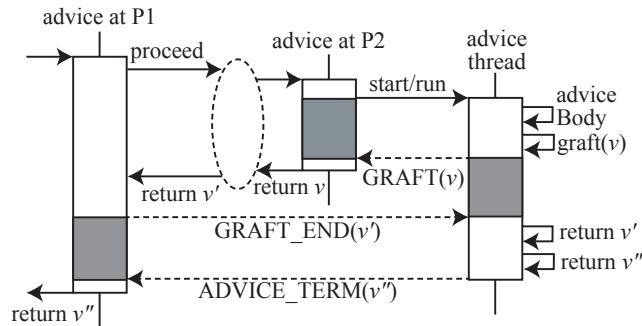 advice at P1
proceed
advice at P2
advice
thread
start/run
advice
Body
graft(v)
GRAFT(v)
return v
return v′
GRAFT_END(v′)
return v′
return v″
ADVICE_TERM(v″)
return v″